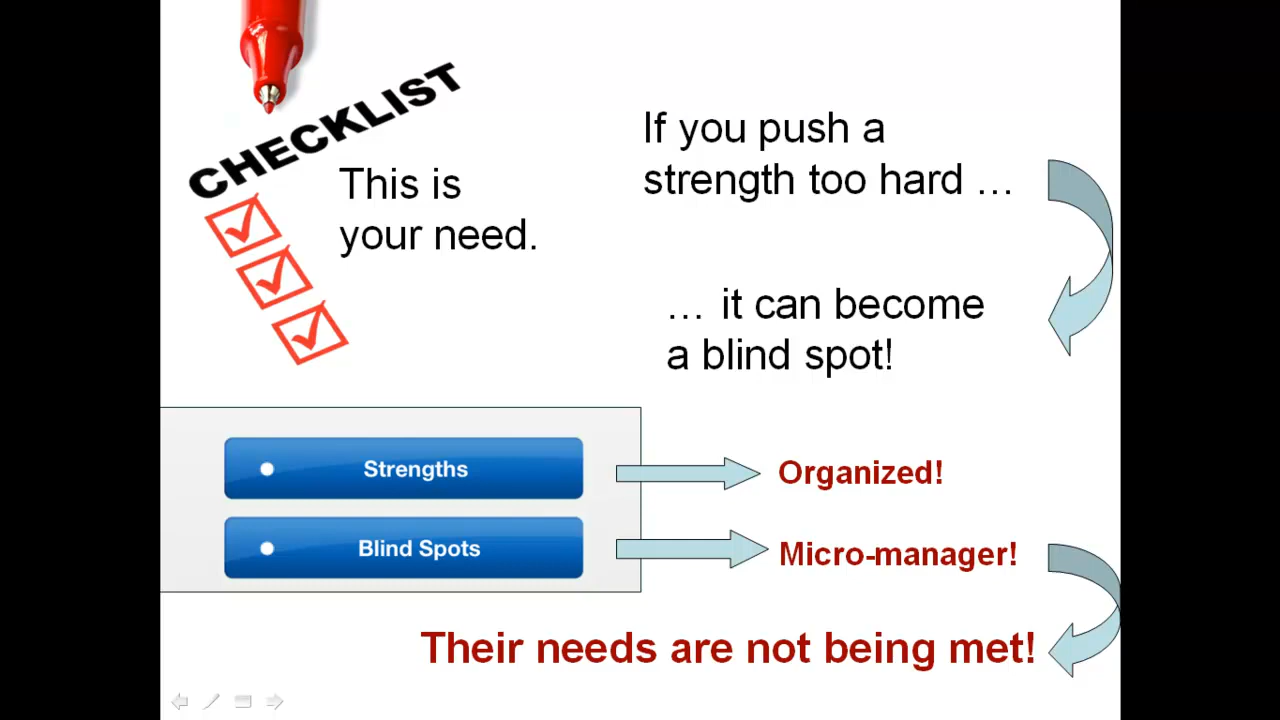 CHECKLIST
This is
your need.
If you push a
strength too hard …
… it can become
a blind spot!
Strengths
Organized!
Blind Spots
Micro-manager!
Their needs are not being met!